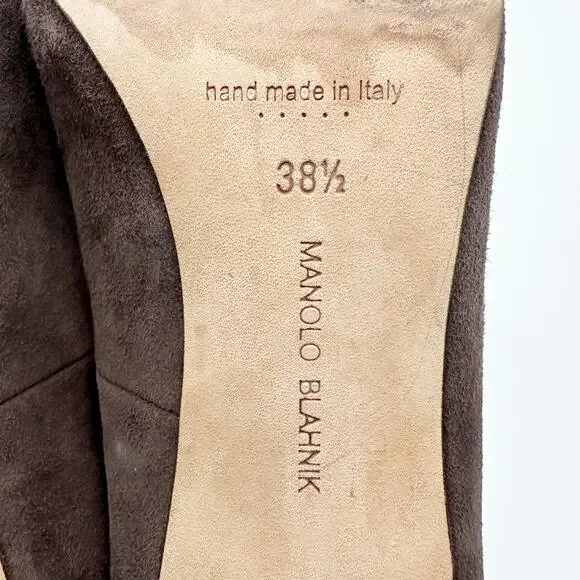 hand made in Italy
38½
MANOLO BLAHNIK